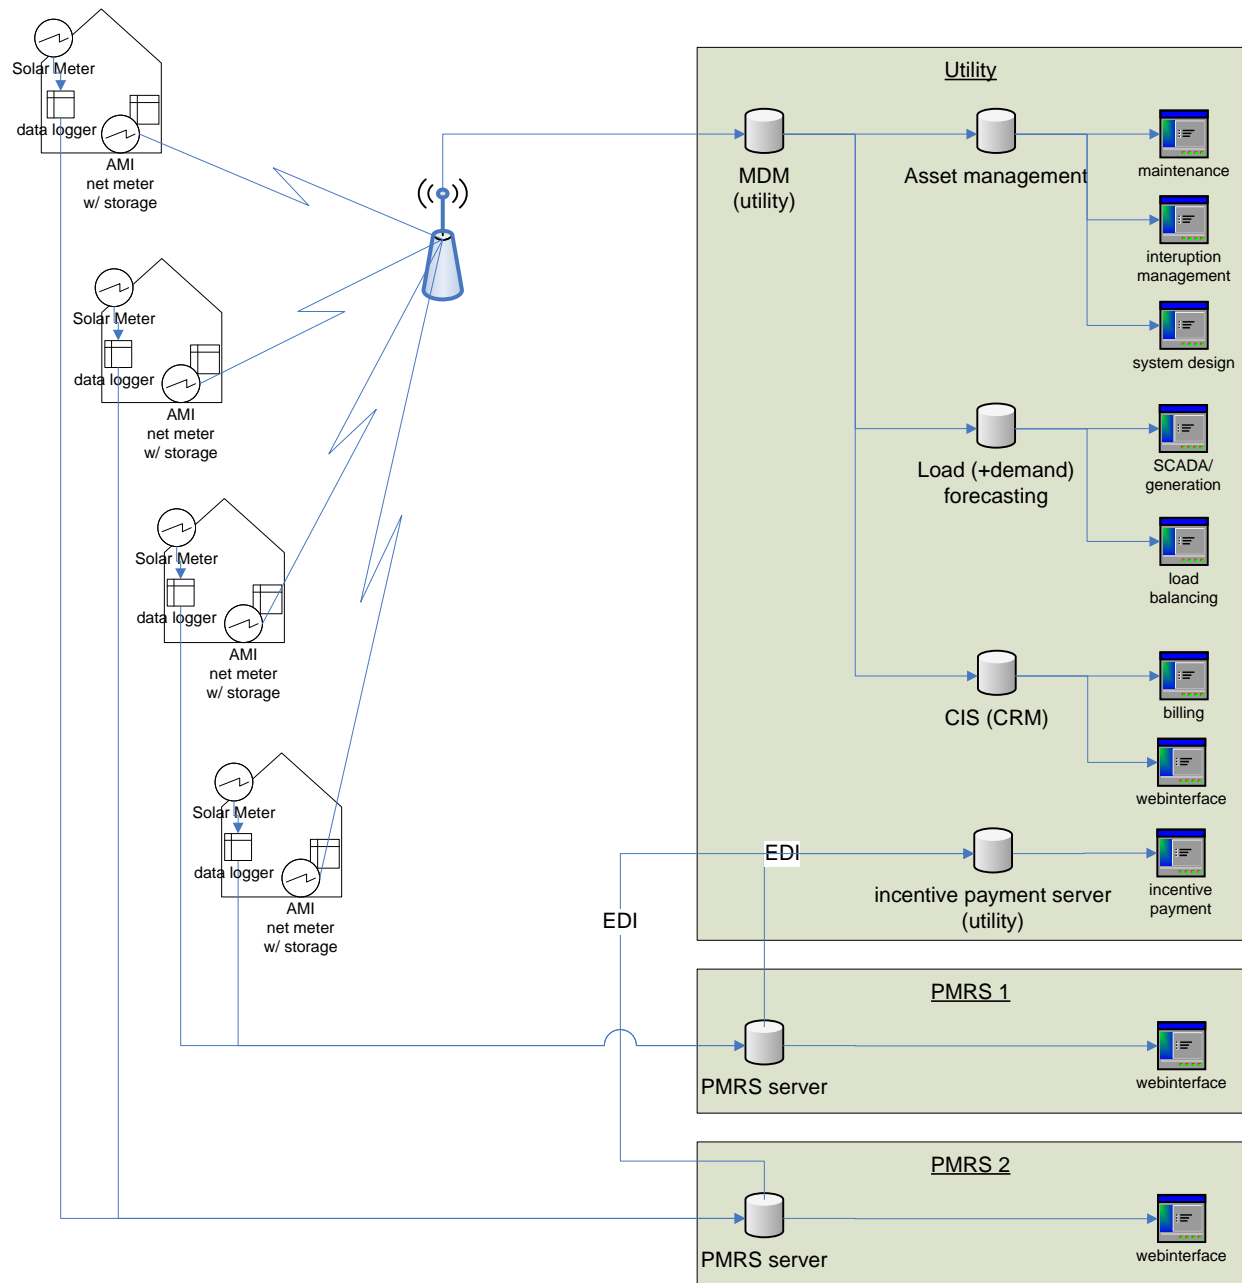 Solar Meter
data logger
AMI
net meter
w/ storage
Solar Meter
data logger
AMI
net meter
w/ storage
Solar Meter
data logger
AMI
net meter
w/ storage
Solar Meter
data logger
AMI
net meter
w/ storage
Utility
MDM
(utility)
Asset management
maintenance
interuption
management
system design
Load (+demand)
forecasting
SCADA/
generation
load
balancing
CIS (CRM)
billing
webinterface
EDI
incentive payment server
(utility)
incentive
payment
EDI
PMRS 1
PMRS server
webinterface
PMRS 2
PMRS server
webinterface